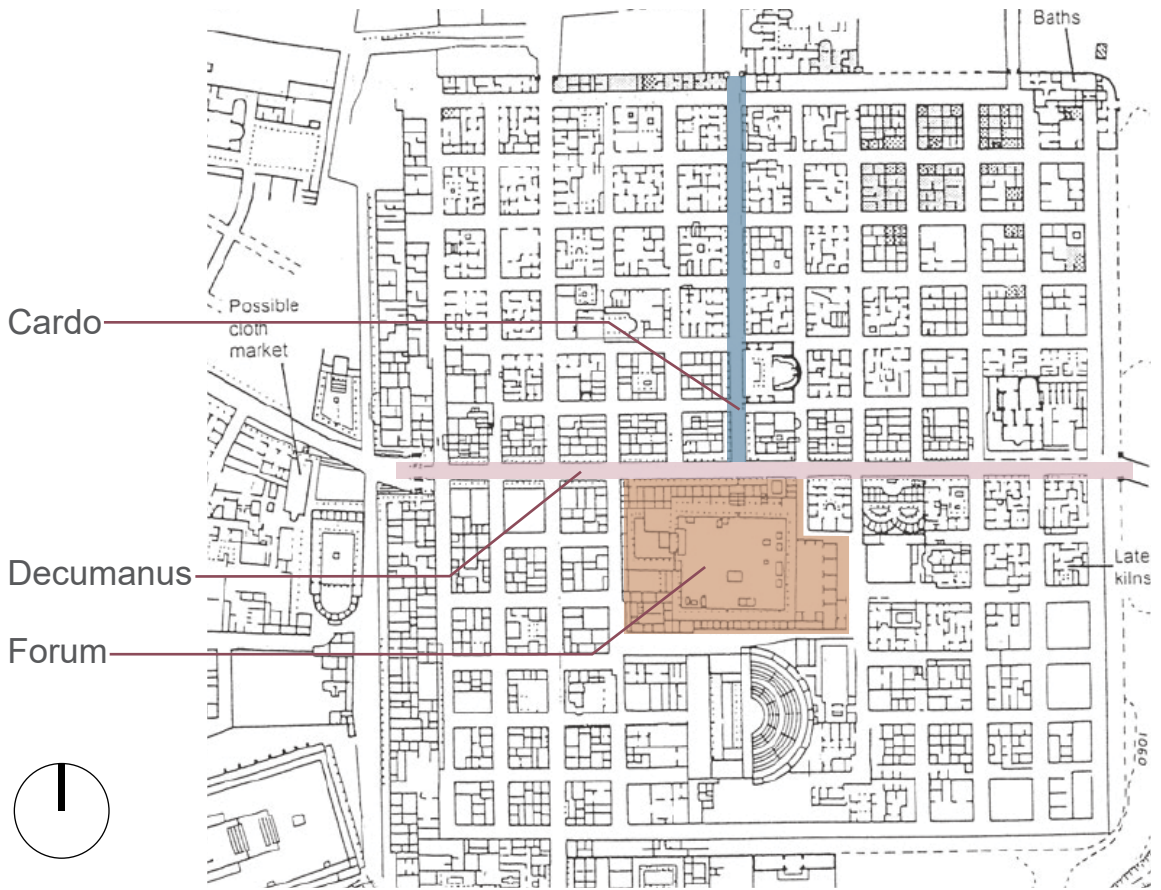 Baths
Possible
cloth
market
Cardo
Decumanus
Late
kilns
Forum
1060